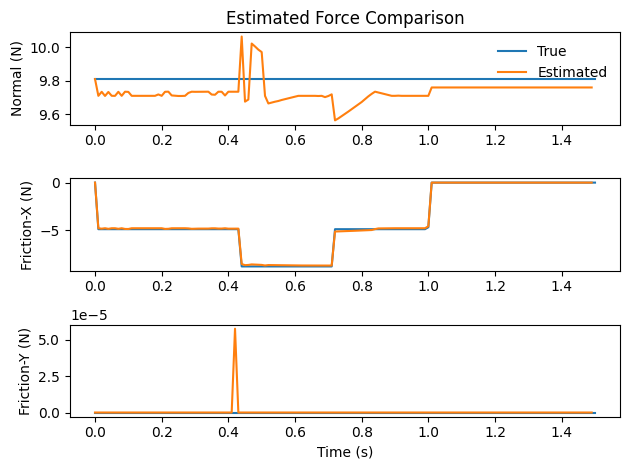 Estimated Force Comparison
Normal (N)
10.0
9.8
9.6
True
Estimated
0.0 0.2 0.4 0.6 0.8 1.0 1.2 1.4
Friction-X (N)
0
−5
0.0 0.2 0.4 0.6 0.8 1.0 1.2 1.4
1e−5
Friction-Y (N)
5.0
2.5
0.0
0.0 0.2 0.4 0.6 0.8 1.0 1.2 1.4
Time (s)